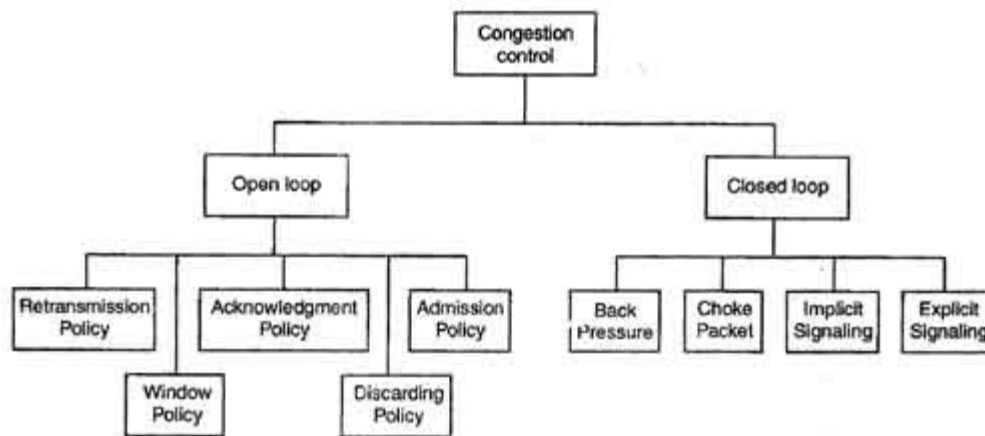 Congestion
control
Open loop
Closed loop
Retransmission
Policy
Acknowledgment
Policy
Admission
Policy
Back
Pressure
Choke
Packet
Implicit
Signaling
Explicit
Signaling
Window
Policy
Discarding
Policy